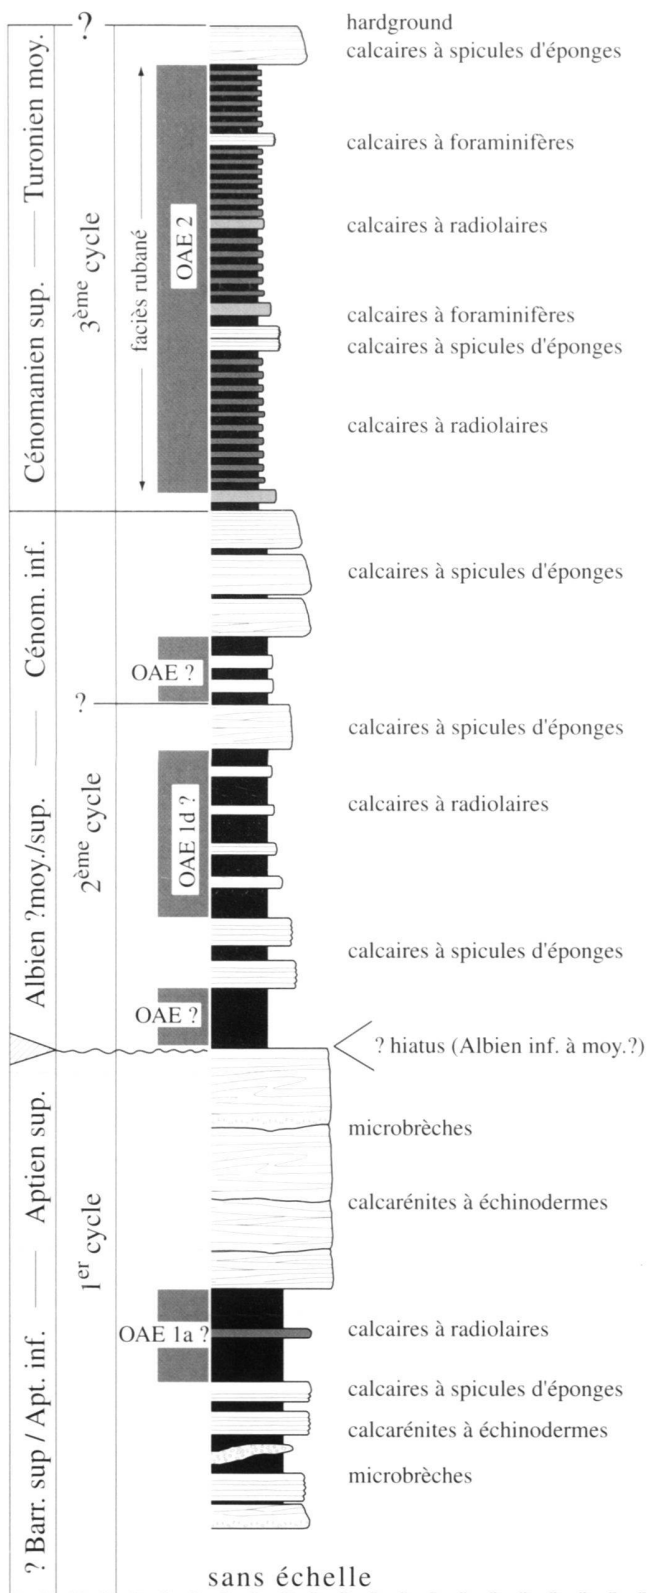 ?
hardground
calcaires à spicules d'éponges
Turonien moy.
Cénomanien sup.
3ème cycle
faciès rubané
OAE 2
calcaires à foraminifères
calcaires à radiolaires
calcaires à foraminifères
calcaires à spicules d'éponges
calcaires à radiolaires
Cénom. inf.
calcaires à spicules d'éponges
OAE ?
?
calcaires à spicules d'éponges
Albien ?moy./sup.
2ème cycle
OAE 1d ?
calcaires à radiolaires
calcaires à spicules d'éponges
OAE ?
? hiatus (Albien inf. à moy.?)
Aptien sup.
microbrèches
calcarénites à échinodermes
1er cycle
? Barr. sup / Apt. inf.
OAE 1a ?
calcaires à radiolaires
calcaires à spicules d'éponges
calcarénites à échinodermes
microbrèches
sans échelle